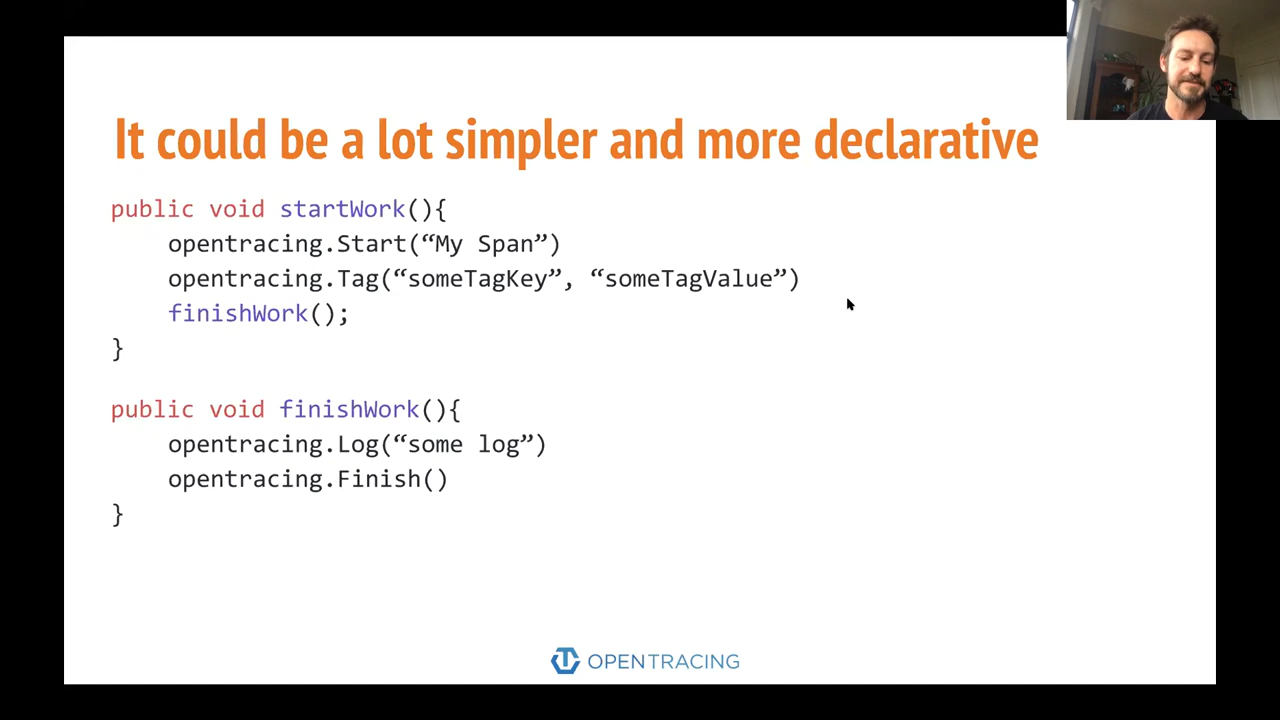 It could be a lot simpler and more declarative
public void startWork(){
opentracing.Start(“My Span”)
opentracing.Tag(“someTagKey”, “someTagValue”)
finishWork();
}
public void finishWork(){
opentracing.Log(“some log”)
opentracing.Finish()
}
OPENTRACING